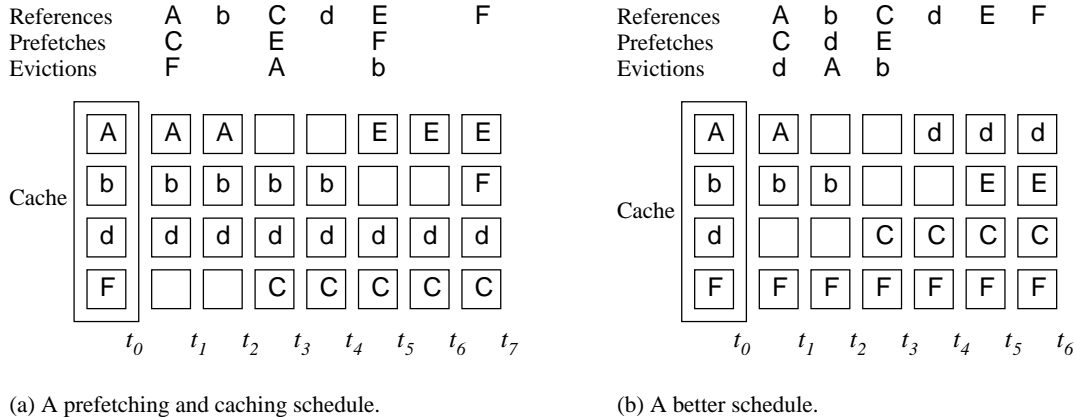 References A b C d E F
Prefetches C E F
Evictions F A b
A A A E E E
b b b b b F
Cache
d d d d d d d d
F C C C C C
t0 t1 t2 t3 t4 t5 t6 t7
(a) A prefetching and caching schedule.
References A b C d E F
Prefetches C d E
Evictions d A b
A A d d d
b b b E E
Cache
d C C C C
F F F F F F F
t0 t1 t2 t3 t4 t5 t6
(b) A better schedule.